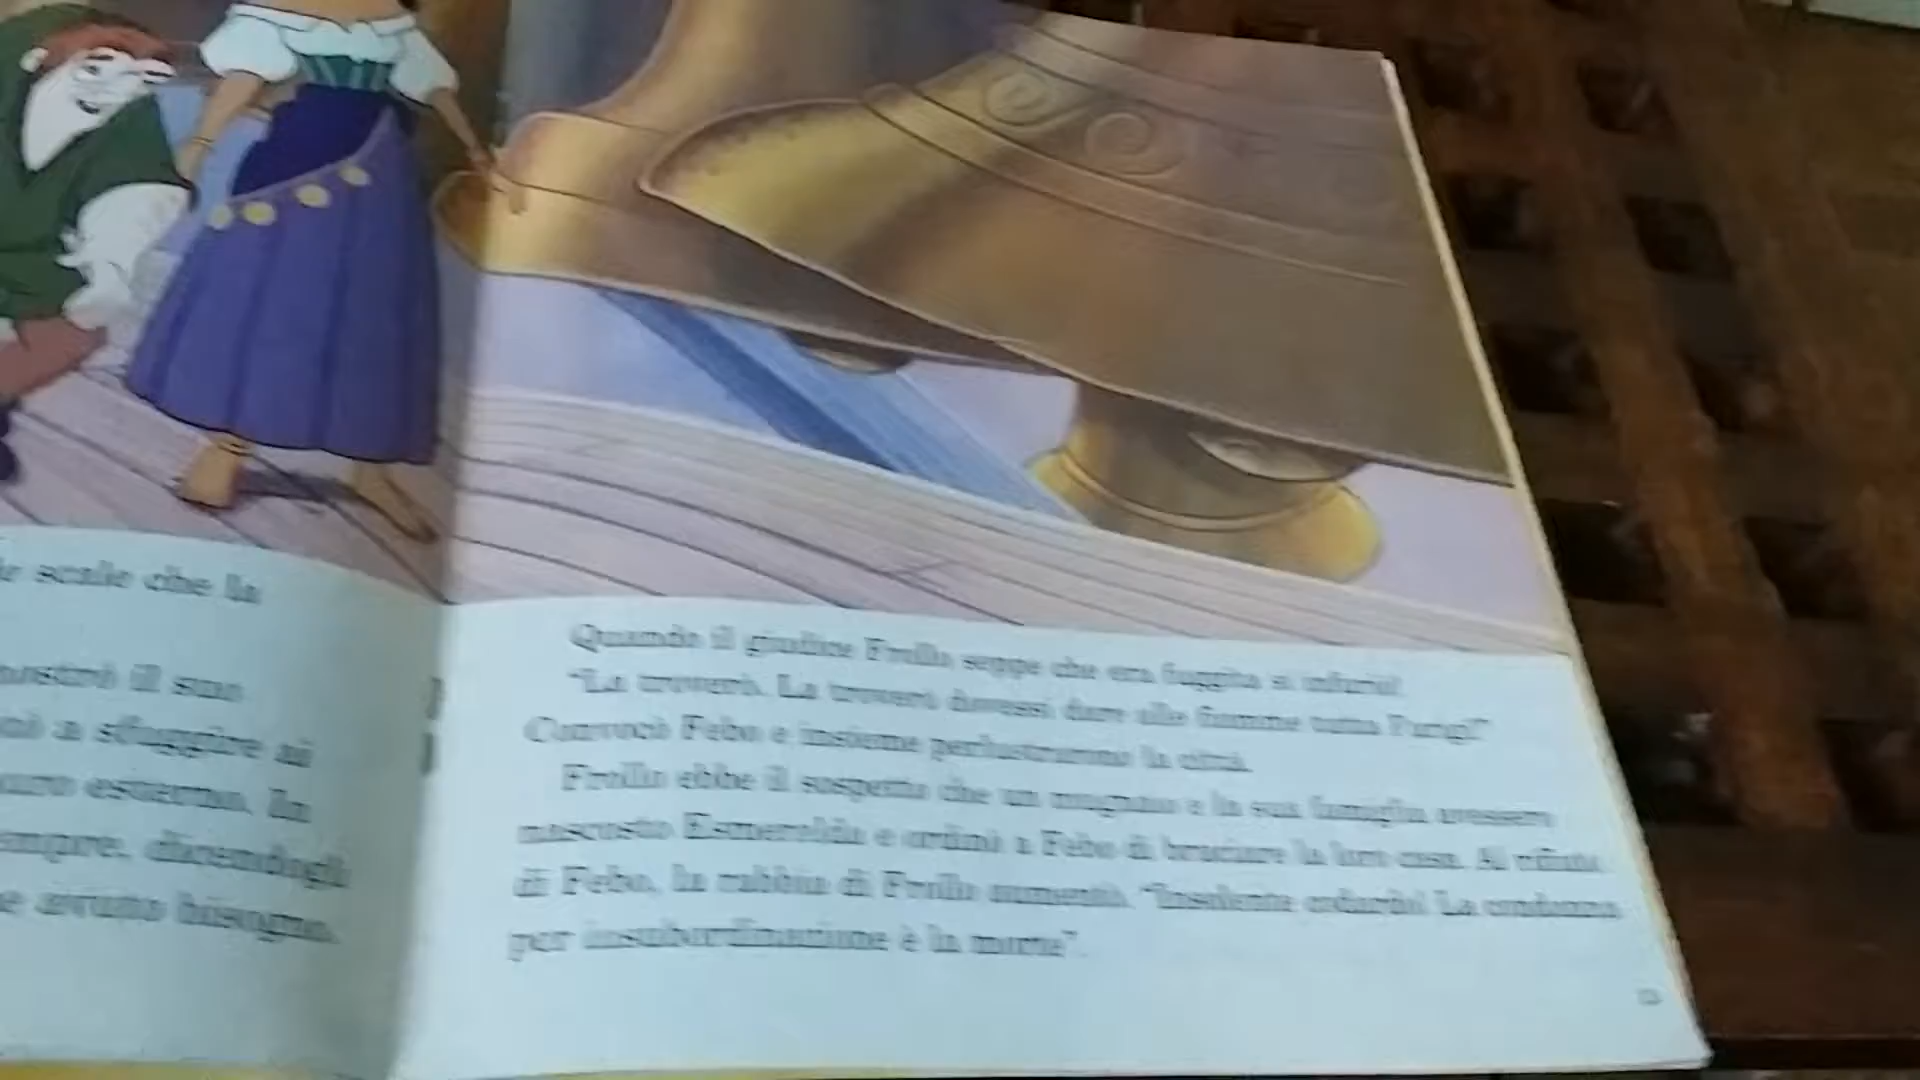 le scale che la
mostrò il suo
a sfuggire ai
muro esterno. In
sempre, dicendogli
avuto bisogno.
Quando il giudice Frollo seppe che era fuggita si infuriò!
"La troverò. La troverò dovessi dare alle fiamme tutta Parigi!"
Convocò Febo e insieme perlustrarono la città.
Frollo ebbe il sospetto che un mugnaio e la sua famiglia avessero
nascosto Esmeralda e ordinò a Febo di bruciare la loro casa. Al rifiuto
di Febo, la rabbia di Frollo aumentò. "Insolente codardo! La condanna
per insubordinazione è la morte".